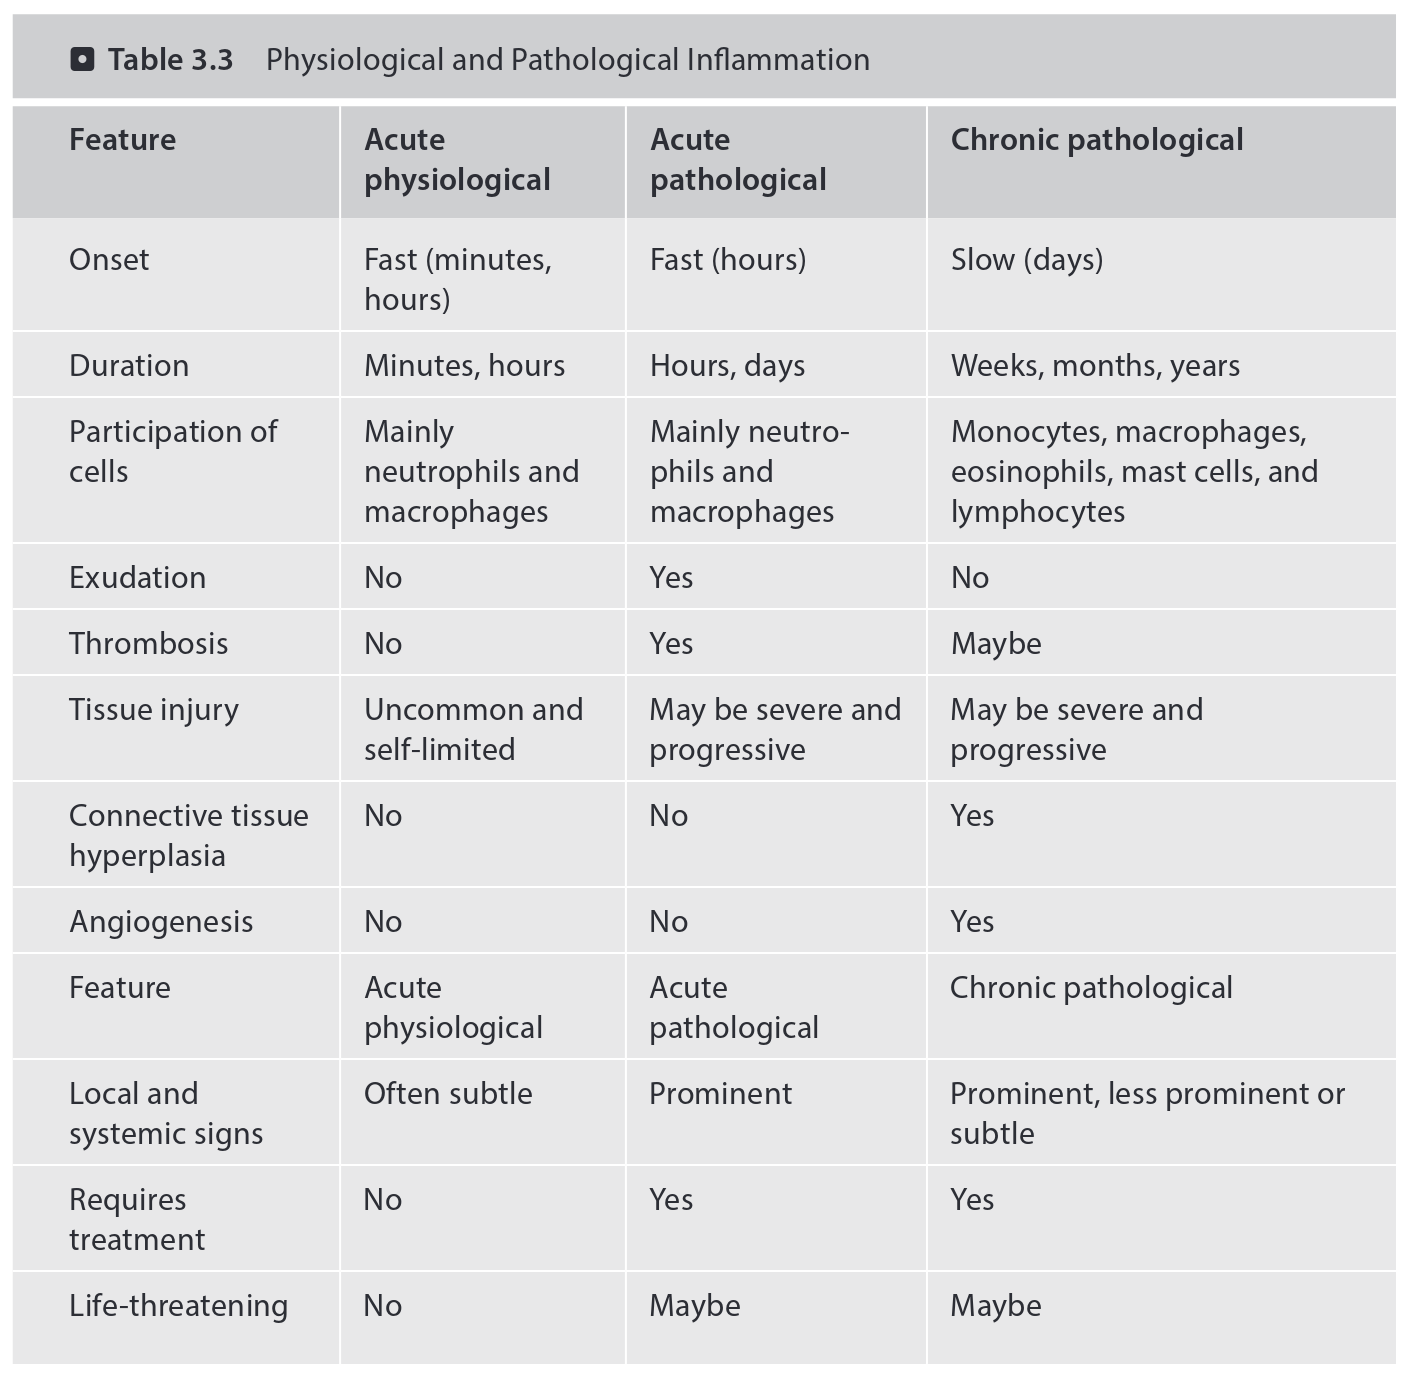 Table 3.3 Physiological and Pathological Inflammation
Feature
Acute
physiological
Acute
pathological
Chronic pathological
Onset
Fast (minutes,
hours)
Fast (hours)
Slow (days)
Duration
Minutes, hours
Hours, days
Weeks, months, years
Participation of
cells
Mainly
neutrophils and
macrophages
Mainly neutro-
phils and
macrophages
Monocytes, macrophages,
eosinophils, mast cells, and
lymphocytes
Exudation
No
Yes
No
Thrombosis
No
Yes
Maybe
Tissue injury
Uncommon and
self-limited
May be severe and
progressive
May be severe and
progressive
Connective tissue
hyperplasia
No
No
Yes
Angiogenesis
No
No
Yes
Feature
Acute
physiological
Acute
pathological
Chronic pathological
Local and
systemic signs
Often subtle
Prominent
Prominent, less prominent or
subtle
Requires
treatment
No
Yes
Yes
Life-threatening
No
Maybe
Maybe